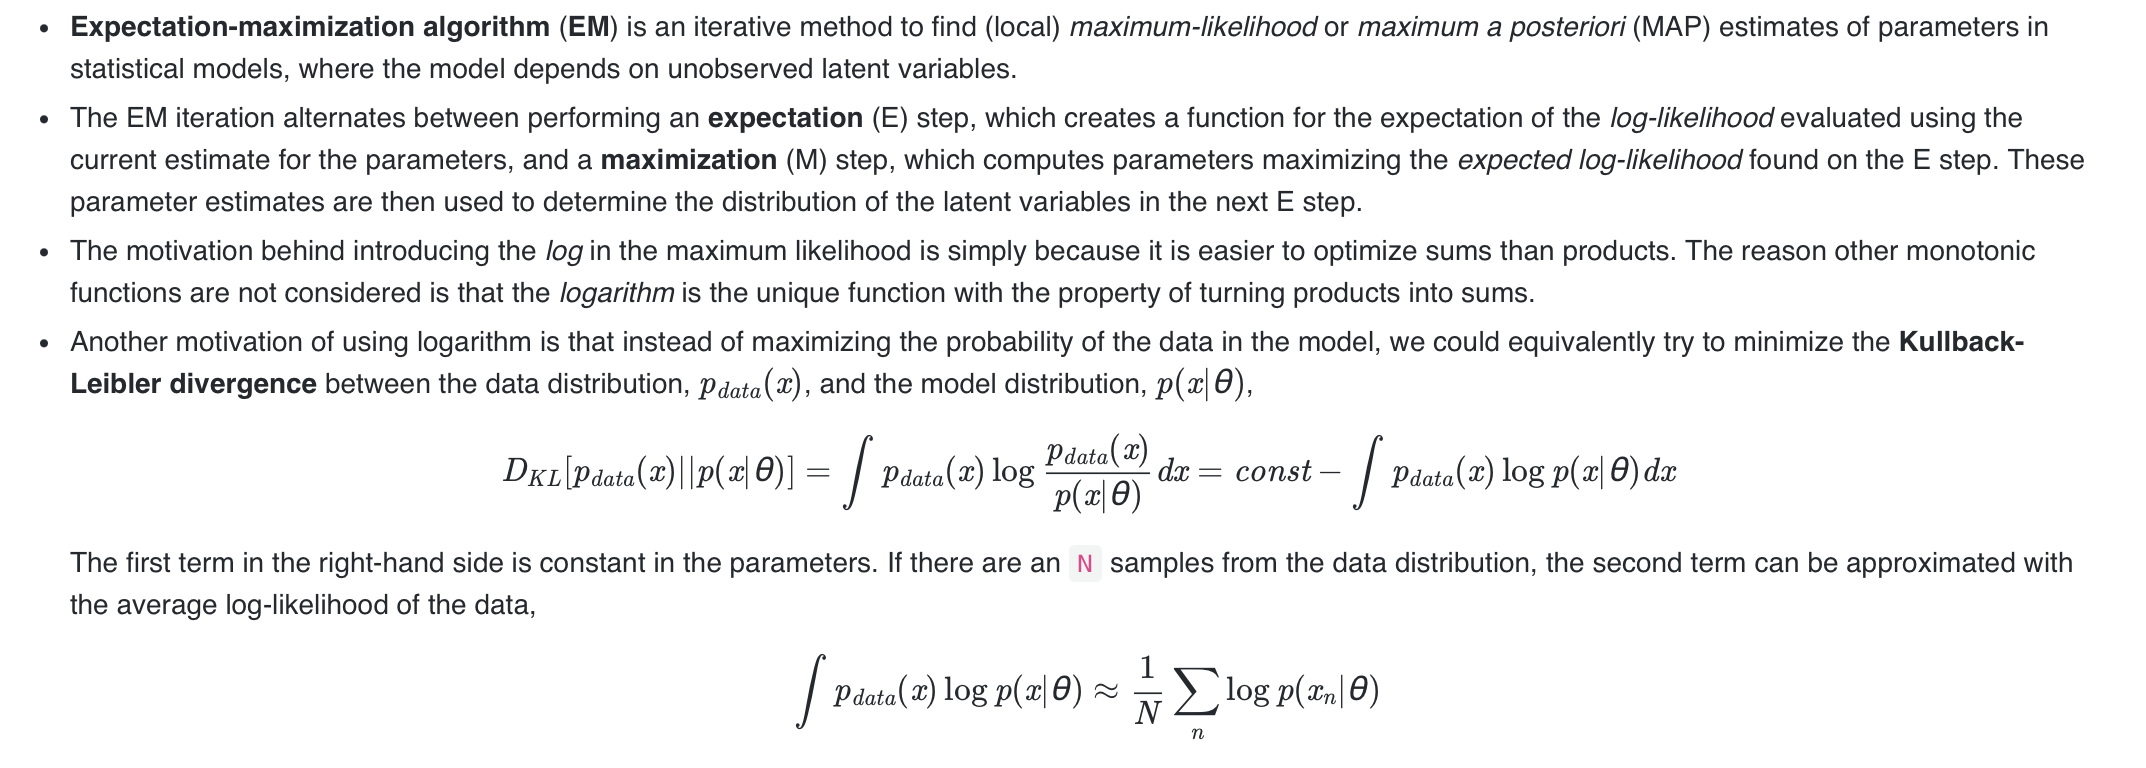 • Expectation-maximization algorithm (EM) is an iterative method to find (local) maximum-likelihood or maximum a posteriori (MAP) estimates of parameters in
statistical models, where the model depends on unobserved latent variables.
• The EM iteration alternates between performing an expectation (E) step, which creates a function for the expectation of the log-likelihood evaluated using the
current estimate for the parameters, and a maximization (M) step, which computes parameters maximizing the expected log-likelihood found on the E step. These
parameter estimates are then used to determine the distribution of the latent variables in the next E step.
• The motivation behind introducing the log in the maximum likelihood is simply because it is easier to optimize sums than products. The reason other monotonic
functions are not considered is that the logarithm is the unique function with the property of turning products into sums.
• Another motivation of using logarithm is that instead of maximizing the probability of the data in the model, we could equivalently try to minimize the Kullback-
Leibler divergence between the data distribution, p_{data}(x), and the model distribution, p(x|θ),
D_{KL}[p_{data}(x)||p(x|θ)] = ∫ p_{data}(x) log \frac{p_{data}(x)}{p(x|θ)} dx = const − ∫ p_{data}(x) log p(x|θ)dx
The first term in the right-hand side is constant in the parameters. If there are an N samples from the data distribution, the second term can be approximated with
the average log-likelihood of the data,
∫ p_{data}(x) log p(x|θ) ≈ \frac{1}{N} ∑_{n} log p(x_n|θ)